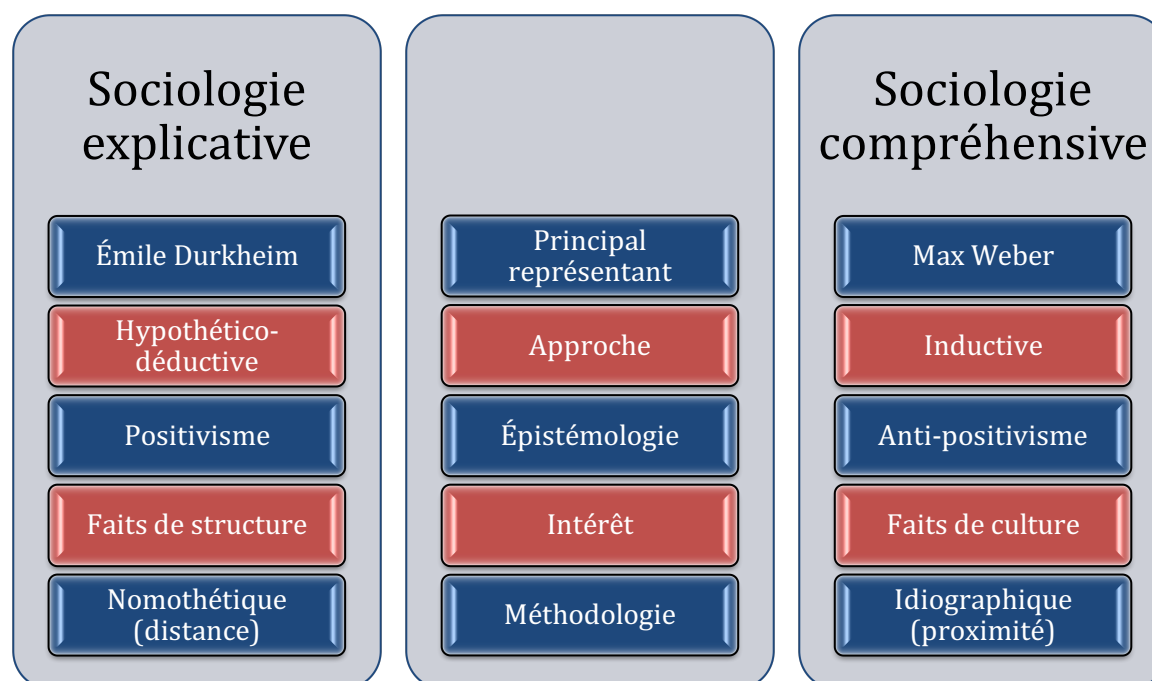 Sociologie
explicative
Émile Durkheim
Hypothético-
déductive
Positivisme
Faits de structure
Nomothétique
(distance)
Principal
représentant
Approche
Épistémologie
Intérêt
Méthodologie
Sociologie
compréhensive
Max Weber
Inductive
Anti-positivisme
Faits de culture
Idiographique
(proximité)